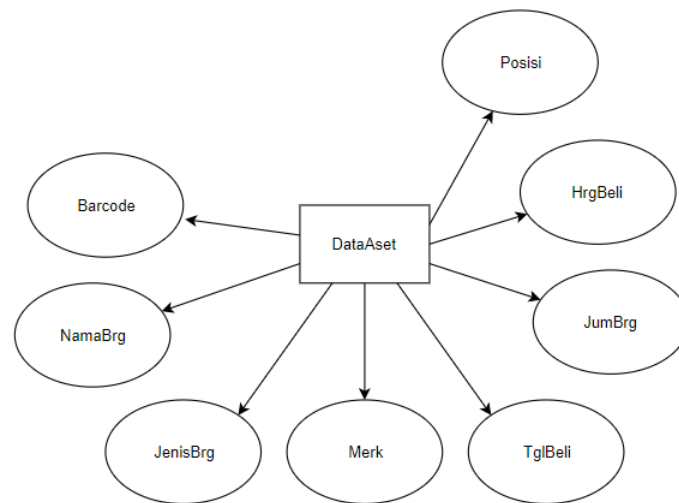 Posisi
Barcode
HrgBeli
DataAset
NamaBrg
JumBrg
JenisBrg
Merk
TglBeli